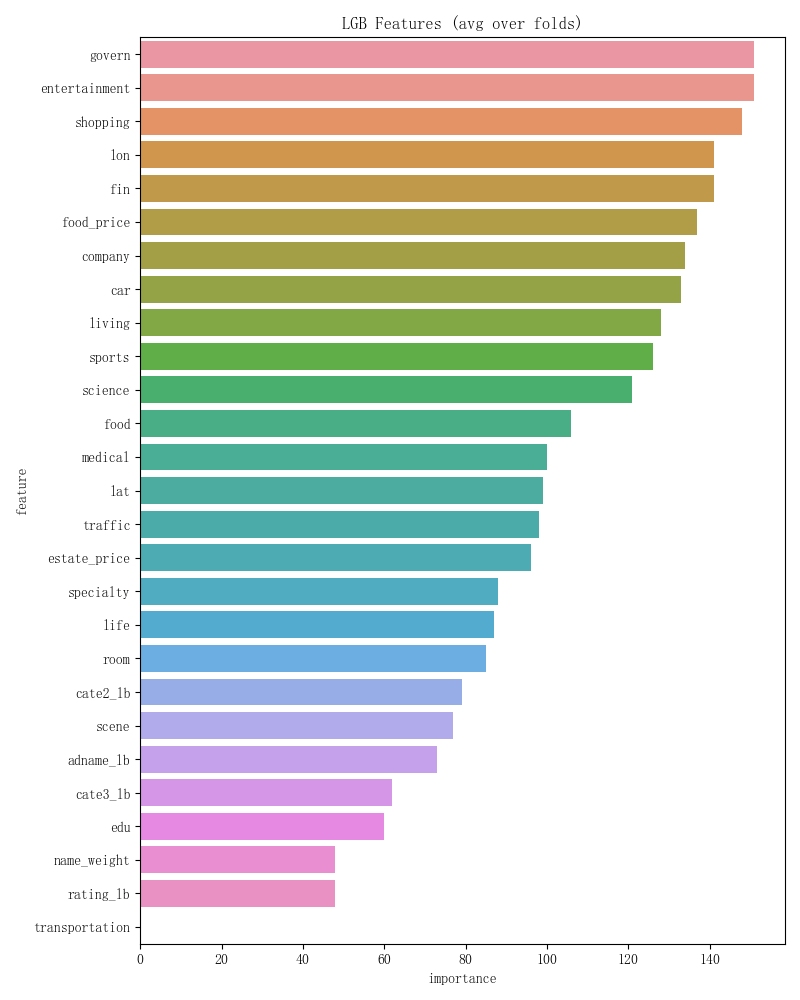 LGB Features (avg over folds)
govern
entertainment
shopping
lon
fin
food_price
company
car
living
sports
science
food
medical
lat
traffic
estate_price
specialty
life
room
cate2_lb
scene
adname_lb
cate3_lb
edu
name_weight
rating_lb
transportation
feature
0 20 40 60 80 100 120 140
importance